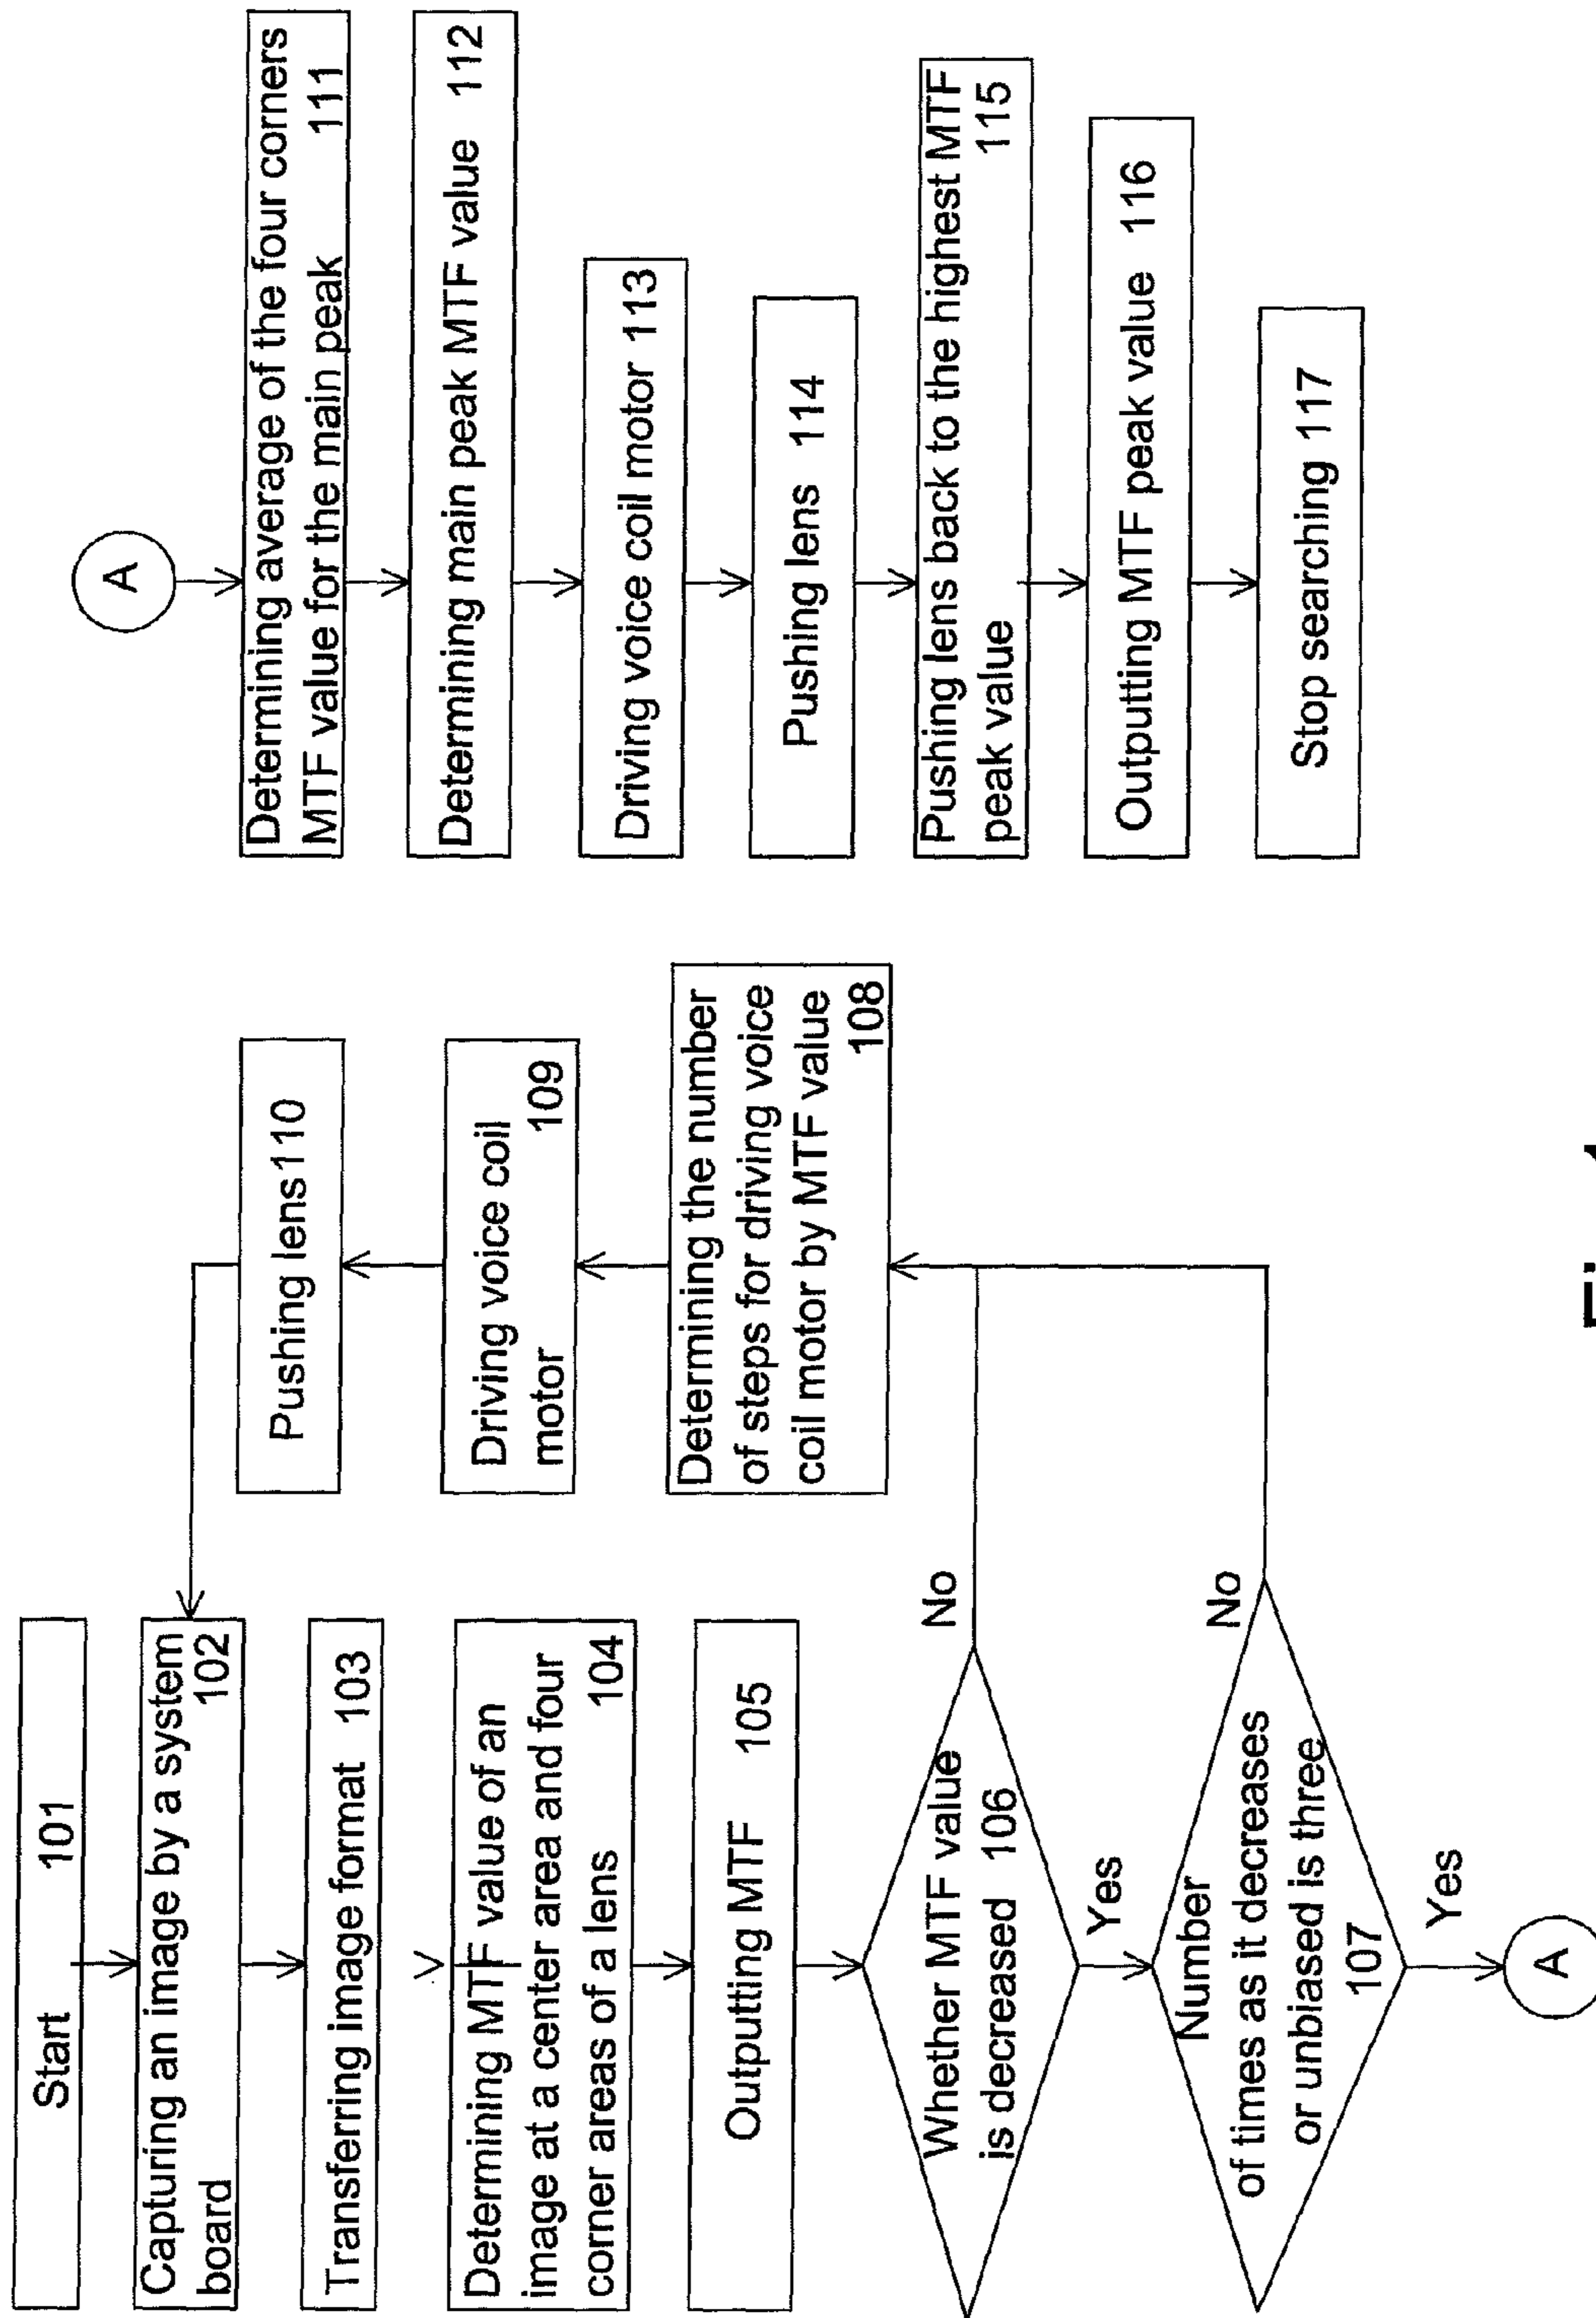 Start 101
Capturing an image by a system
board 102
Transferring image format 103
Determining MTF value of an
image at a center area and four
corner areas of a lens 104
Outputting MTF 105
Whether MTF value
is decreased 106
No
Yes
Number
of times as it decreases
or unbiased is three
107
No
Yes
A
Pushing lens110
Driving voice coil
motor 109
Determining the number
of steps for driving voice
coil motor by MTF value
108
A
Determining average of the four corners
MTF value for the main peak 111
Determining main peak MTF value 112
Driving voice coil motor 113
Pushing lens 114
Pushing lens back to the highest MTF
peak value 115
Outputting MTF peak value 116
Stop searching 117